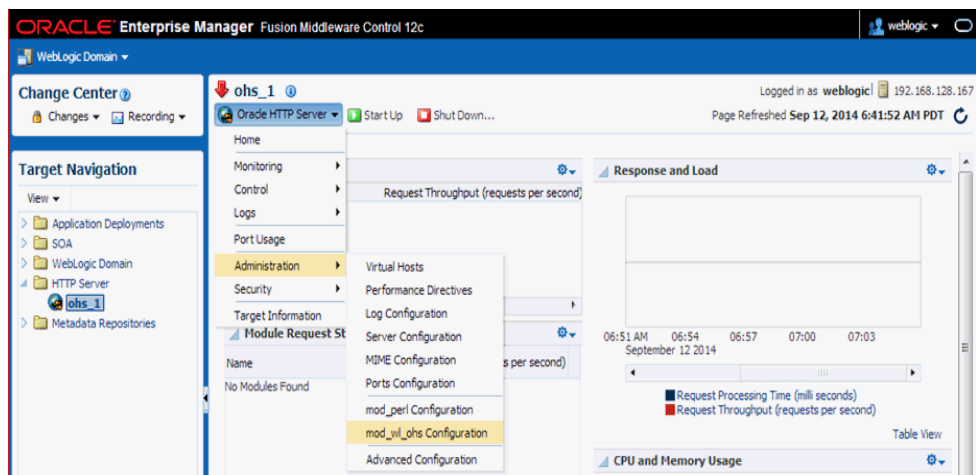 ORACLE Enterprise Manager Fusion Middleware Control 12c
weblogic
WebLogic Domain
Change Center
Changes
Recording
ohs_1
Logged in as weblogic
192.168.128.167
Oracle HTTP Server
Start Up
Shut Down...
Page Refreshed Sep 12, 2014 6:41:52 AM PDT
Target Navigation
View
Application Deployments
SOA
WebLogic Domain
HTTP Server
ohs_1
Metadata Repositories
Home
Monitoring
Control
Logs
Port Usage
Administration
Security
Target Information
Virtual Hosts
Performance Directives
Log Configuration
Server Configuration
MIME Configuration
Ports Configuration
mod_perl Configuration
mod_wl_ohs Configuration
Advanced Configuration
Request Throughput (requests per second)
Module Request St
Name
s per second)
No Modules Found
Response and Load
06:51 AM 06:54 06:57 07:00 07:03
September 12 2014
Request Processing Time (milli seconds)
Request Throughput (requests per second)
Table View
CPU and Memory Usage